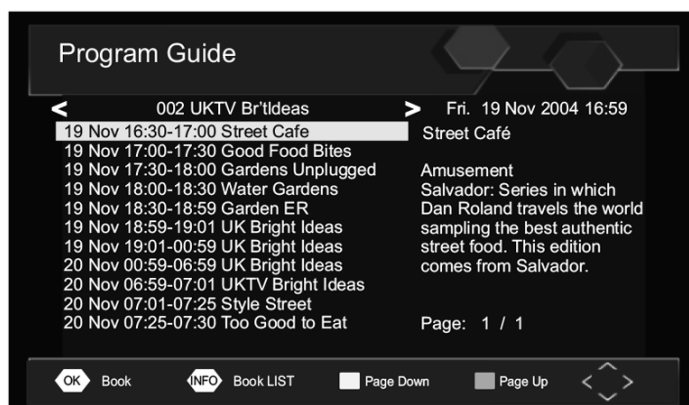 Program Guide
< 002 UKTV Br'tIdeas > Fri. 19 Nov 2004 16:59
19 Nov 16:30-17:00 Street Cafe
19 Nov 17:00-17:30 Good Food Bites
19 Nov 17:30-18:00 Gardens Unplugged
19 Nov 18:00-18:30 Water Gardens
19 Nov 18:30-18:59 Garden ER
19 Nov 18:59-19:01 UK Bright Ideas
19 Nov 19:01-00:59 UK Bright Ideas
20 Nov 00:59-06:59 UK Bright Ideas
20 Nov 06:59-07:01 UKTV Bright Ideas
20 Nov 07:01-07:25 Style Street
20 Nov 07:25-07:30 Too Good to Eat
Street Café
Amusement
Salvador: Series in which
Dan Roland travels the world
sampling the best authentic
street food. This edition
comes from Salvador.
Page: 1 / 1
OK Book INFO Book LIST Page Down Page Up